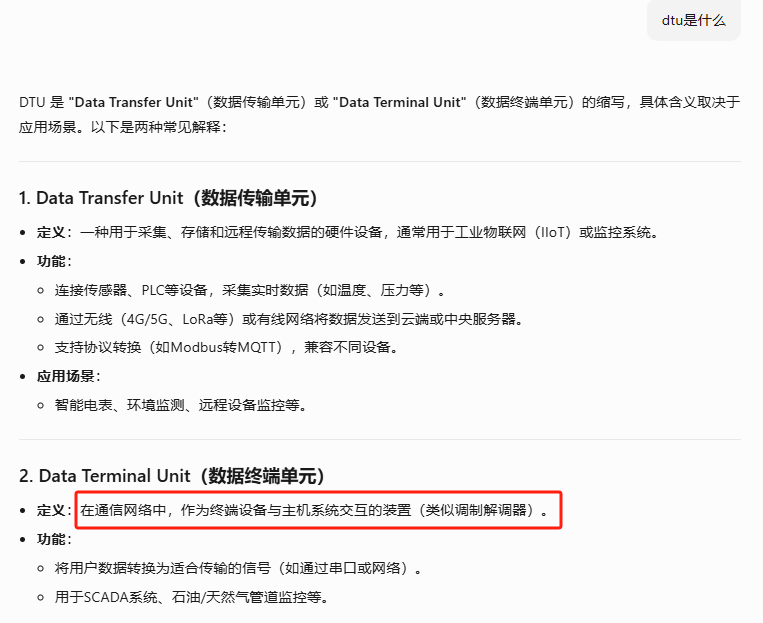 dtu是什么
DTU 是 "Data Transfer Unit"（数据传输单元）或 "Data Terminal Unit"（数据终端单元）的缩写，具体含义取决于
应用场景。以下是两种常见解释：
1. Data Transfer Unit（数据传输单元）
• 定义：一种用于采集、存储和远程传输数据的硬件设备，通常用于工业物联网（IIoT）或监控系统。
• 功能：
○ 连接传感器、PLC等设备，采集实时数据（如温度、压力等）。
○ 通过无线（4G/5G、LoRa等）或有线网络将数据发送到云端或中央服务器。
○ 支持协议转换（如Modbus转MQTT），兼容不同设备。
• 应用场景：
○ 智能电表、环境监测、远程设备监控等。
2. Data Terminal Unit（数据终端单元）
• 定义：在通信网络中，作为终端设备与主机系统交互的装置（类似调制解调器）。
• 功能：
○ 将用户数据转换为适合传输的信号（如通过串口或网络）。
○ 用于SCADA系统、石油/天然气管道监控等。